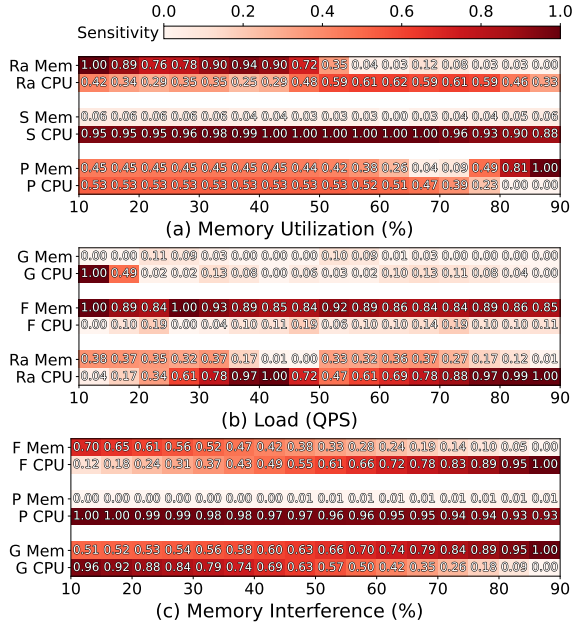 0.0 0.2 0.4 0.6 0.8 1.0
Sensitivity
Ra Mem 1.00 0.89 0.76 0.78 0.90 0.94 0.90 0.72 0.35 0.04 0.03 0.12 0.08 0.03 0.03 0.00
Ra CPU 0.42 0.34 0.29 0.35 0.35 0.25 0.29 0.48 0.59 0.61 0.62 0.59 0.61 0.59 0.46 0.33
S Mem 0.06 0.06 0.06 0.06 0.06 0.04 0.04 0.03 0.03 0.03 0.00 0.03 0.04 0.04 0.05 0.06
S CPU 0.95 0.95 0.95 0.96 0.98 0.99 1.00 1.00 1.00 1.00 1.00 1.00 0.96 0.93 0.90 0.88
P Mem 0.45 0.45 0.45 0.45 0.45 0.45 0.45 0.44 0.42 0.38 0.26 0.04 0.09 0.49 0.81 1.00
P CPU 0.53 0.53 0.53 0.53 0.53 0.53 0.53 0.53 0.53 0.52 0.51 0.47 0.39 0.23 0.00 0.00
10 20 30 40 50 60 70 80 90
(a) Memory Utilization (%)
G Mem 0.00 0.00 0.11 0.09 0.03 0.00 0.00 0.00 0.10 0.09 0.01 0.03 0.00 0.00 0.00 0.00
G CPU 1.00 0.49 0.02 0.02 0.13 0.08 0.00 0.06 0.03 0.02 0.10 0.13 0.11 0.08 0.04 0.00
F Mem 1.00 0.89 0.84 1.00 0.93 0.89 0.85 0.84 0.92 0.89 0.86 0.84 0.84 0.89 0.86 0.85
F CPU 0.00 0.10 0.19 0.00 0.04 0.10 0.11 0.19 0.06 0.10 0.10 0.14 0.19 0.10 0.10 0.11
Ra Mem 0.38 0.37 0.35 0.32 0.37 0.17 0.01 0.00 0.33 0.32 0.36 0.37 0.27 0.17 0.12 0.01
Ra CPU 0.04 0.17 0.34 0.61 0.78 0.97 1.00 0.72 0.47 0.61 0.69 0.78 0.88 0.97 0.99 1.00
10 20 30 40 50 60 70 80 90
(b) Load (QPS)
F Mem 0.70 0.65 0.61 0.56 0.52 0.47 0.42 0.38 0.33 0.28 0.24 0.19 0.14 0.10 0.05 0.00
F CPU 0.12 0.18 0.24 0.31 0.37 0.43 0.49 0.55 0.61 0.66 0.72 0.78 0.83 0.89 0.95 1.00
P Mem 0.00 0.00 0.00 0.00 0.00 0.00 0.00 0.01 0.01 0.01 0.01 0.01 0.01 0.01 0.01 0.01
P CPU 1.00 1.00 0.99 0.99 0.98 0.98 0.97 0.97 0.96 0.96 0.95 0.95 0.94 0.94 0.93 0.93
G Mem 0.51 0.52 0.53 0.54 0.56 0.58 0.60 0.63 0.66 0.70 0.74 0.79 0.84 0.89 0.95 1.00
G CPU 0.96 0.92 0.88 0.84 0.79 0.74 0.69 0.63 0.57 0.50 0.42 0.35 0.26 0.18 0.09 0.00
10 20 30 40 50 60 70 80 90
(c) Memory Interference (%)